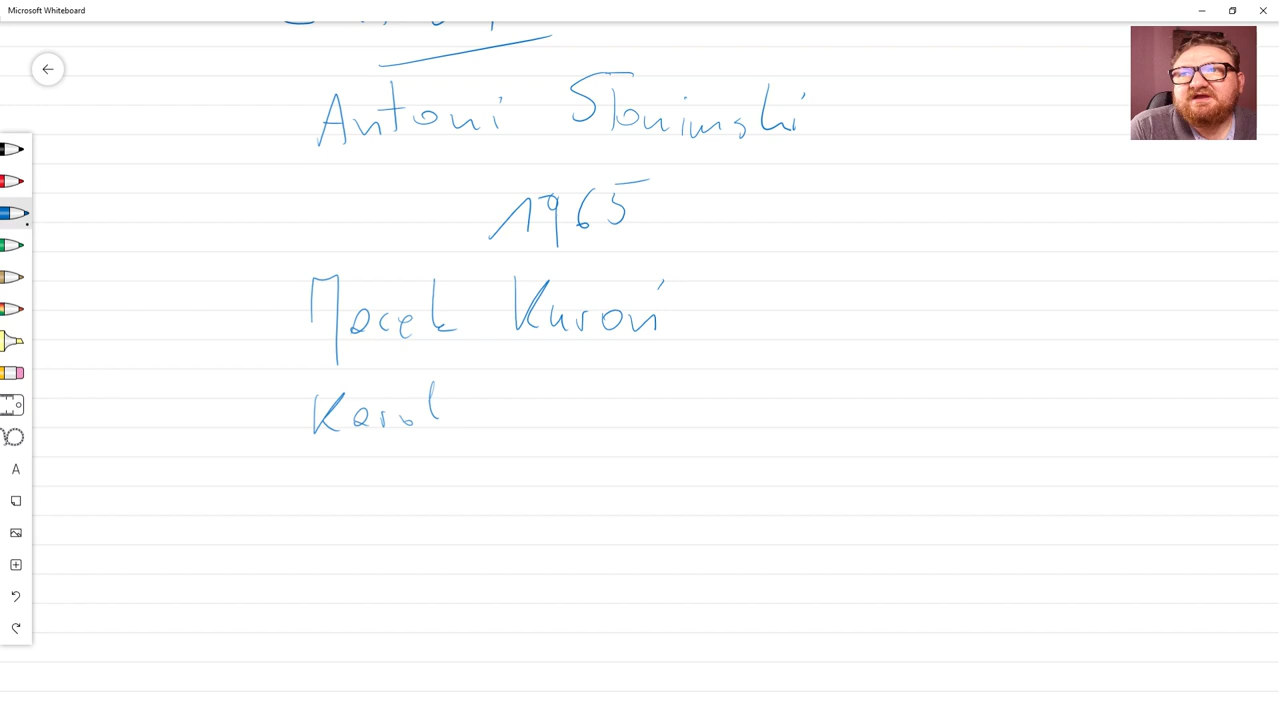 Microsoft Whiteboard
Antoni Słonimski
1965
Jacek Kuroń
Karol
A